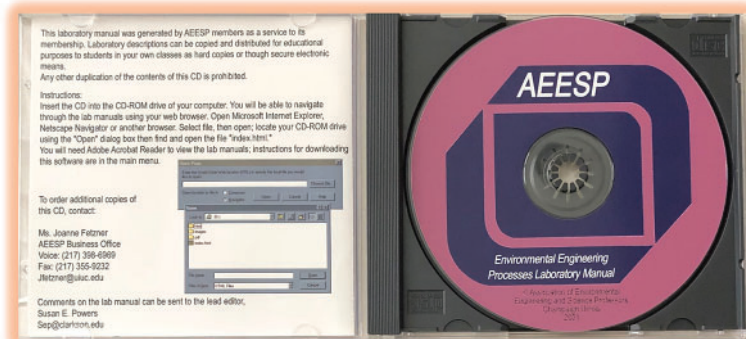 This laboratory manual was generated by AEESP members as a service to its
membership. Laboratory descriptions can be copied and distributed for educational
purposes to students in your own classes as hard copies or though secure electronic
means.
Any other duplication of the contents of this CD is prohibited.
Instructions:
Insert the CD into the CD-ROM drive of your computer. You will be able to navigate
through the lab manuals using your web browser. Open Microsoft Internet Explorer,
Netscape Navigator or another browser. Select file, then open; locate your CD-ROM drive
using the "Open" dialog box then find and open the file "index.html."
You will need Adobe Acrobat Reader to view the lab manuals; instructions for downloading
this software are in the main menu.
To order additional copies of
this CD, contact:
Ms. Joanne Fetzner
AEESP Business Office
Voice: (217) 398-6969
Fax: (217) 355-9232
Jfetzner@uiuc.edu
Comments on the lab manual can be sent to the lead editor,
Susan E. Powers
Sep@clarkson.edu
AEESP
Environmental Engineering
Processes Laboratory Manual
Association of Environmental
Engineering and Science Professors
Champaign Illinois